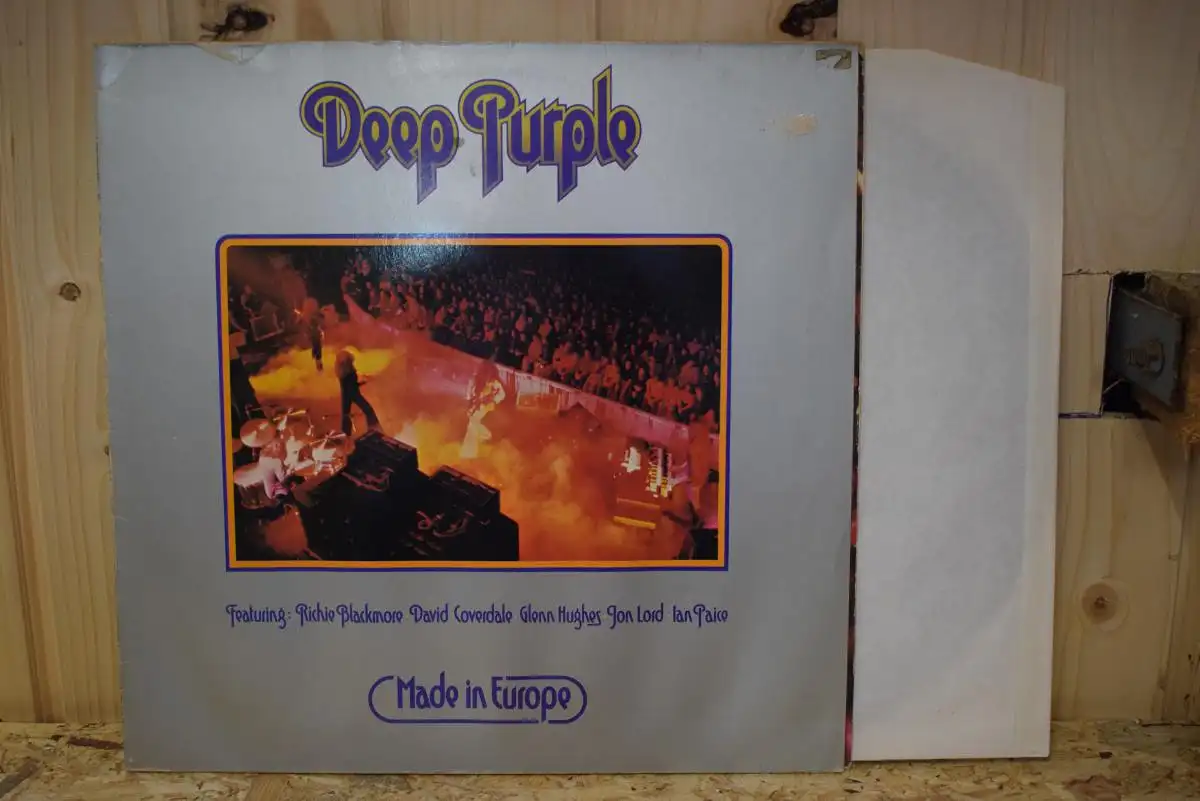 Deep Purple
Featuring: Richie Blackmore David Coverdale Glenn Hughes Jon Lord Ian Paice
Made in Europe